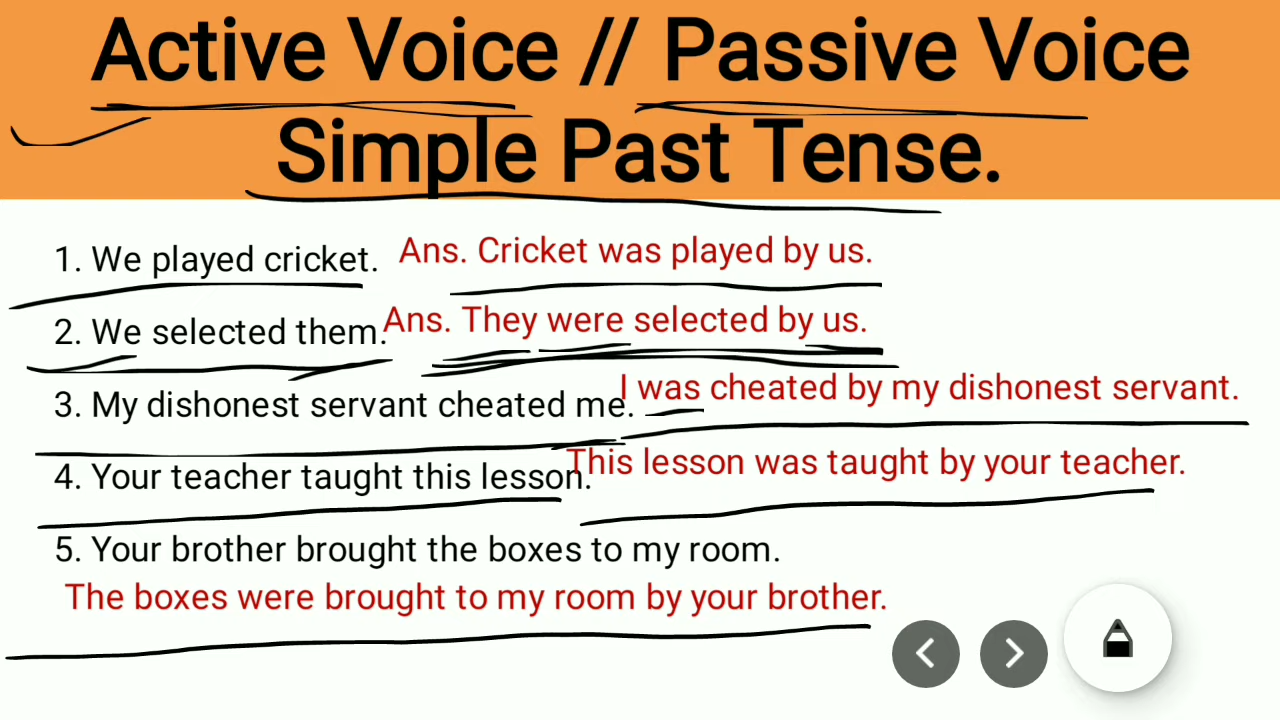 Active Voice // Passive Voice
Simple Past Tense.
1. We played cricket. Ans. Cricket was played by us.
2. We selected them. Ans. They were selected by us.
3. My dishonest servant cheated me. I was cheated by my dishonest servant.
4. Your teacher taught this lesson. This lesson was taught by your teacher.
5. Your brother brought the boxes to my room.
The boxes were brought to my room by your brother.